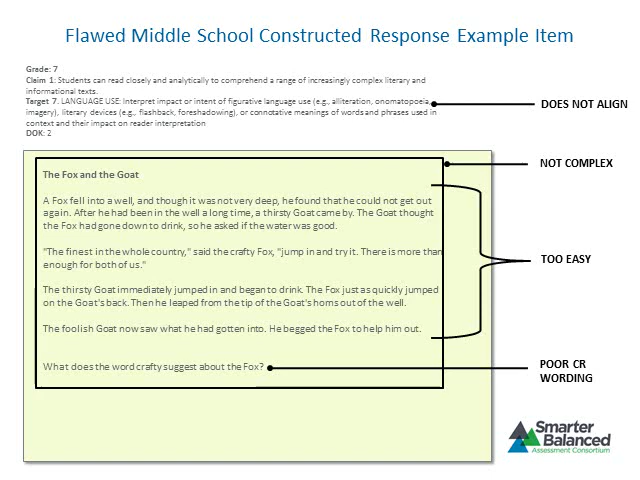 Flawed Middle School Constructed Response Example Item
Grade: 7
Claim 1: Students can read closely and analytically to comprehend a range of increasingly complex literary and
informational texts.
Target 7. LANGUAGE USE: Interpret impact or intent of figurative language use (e.g., alliteration, onomatopoeia,
imagery), literary devices (e.g., flashback, foreshadowing), or connotative meanings of words and phrases used in
context and their impact on reader interpretation
DOK: 2
DOES NOT ALIGN
NOT COMPLEX
The Fox and the Goat
A Fox fell into a well, and though it was not very deep, he found that he could not get out
again. After he had been in the well a long time, a thirsty Goat came by. The Goat thought
the Fox had gone down to drink, so he asked if the water was good.
"The finest in the whole country," said the crafty Fox, "jump in and try it. There is more than
enough for both of us."
TOO EASY
The thirsty Goat immediately jumped in and began to drink. The Fox just as quickly jumped
on the Goat's back. Then he leaped from the tip of the Goat's horns out of the well.
The foolish Goat now saw what he had gotten into. He begged the Fox to help him out.
What does the word crafty suggest about the Fox?
POOR CR
WORDING
Smarter
Balanced
Assessment Consortium